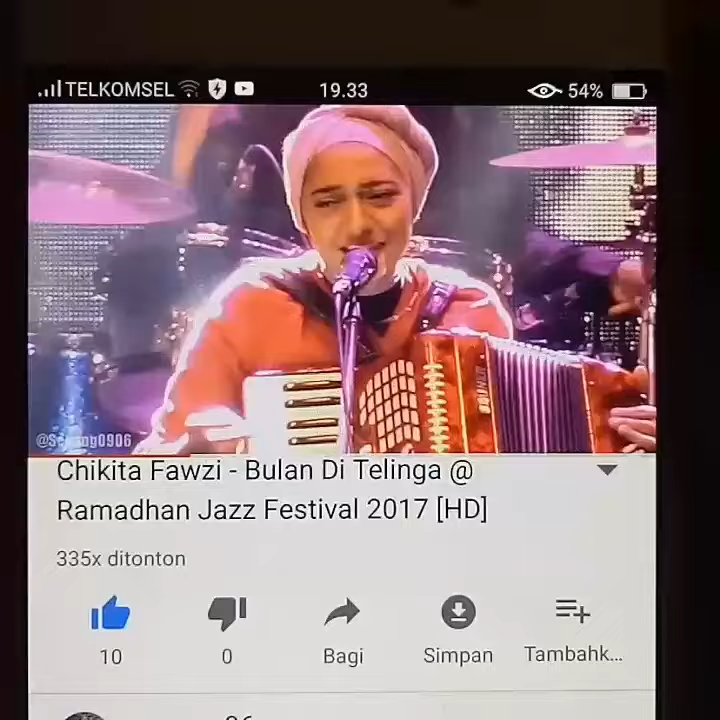 TELKOMSEL 19.33 54%
Chikita Fawzi - Bulan Di Telinga @
Ramadhan Jazz Festival 2017 [HD]
335x ditonton
10 0 Bagi Simpan Tambahk...